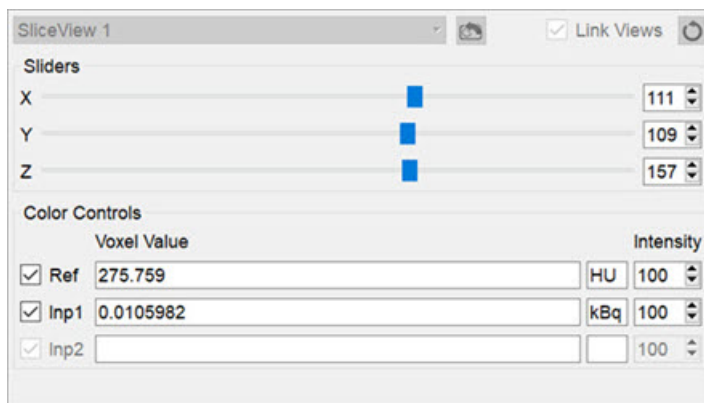 SliceView 1 Link Views
Sliders
X 111
Y 109
Z 157
Color Controls
Voxel Value Intensity
Ref 275.759 HU 100
Inp1 0.0105982 kBq 100
Inp2 100